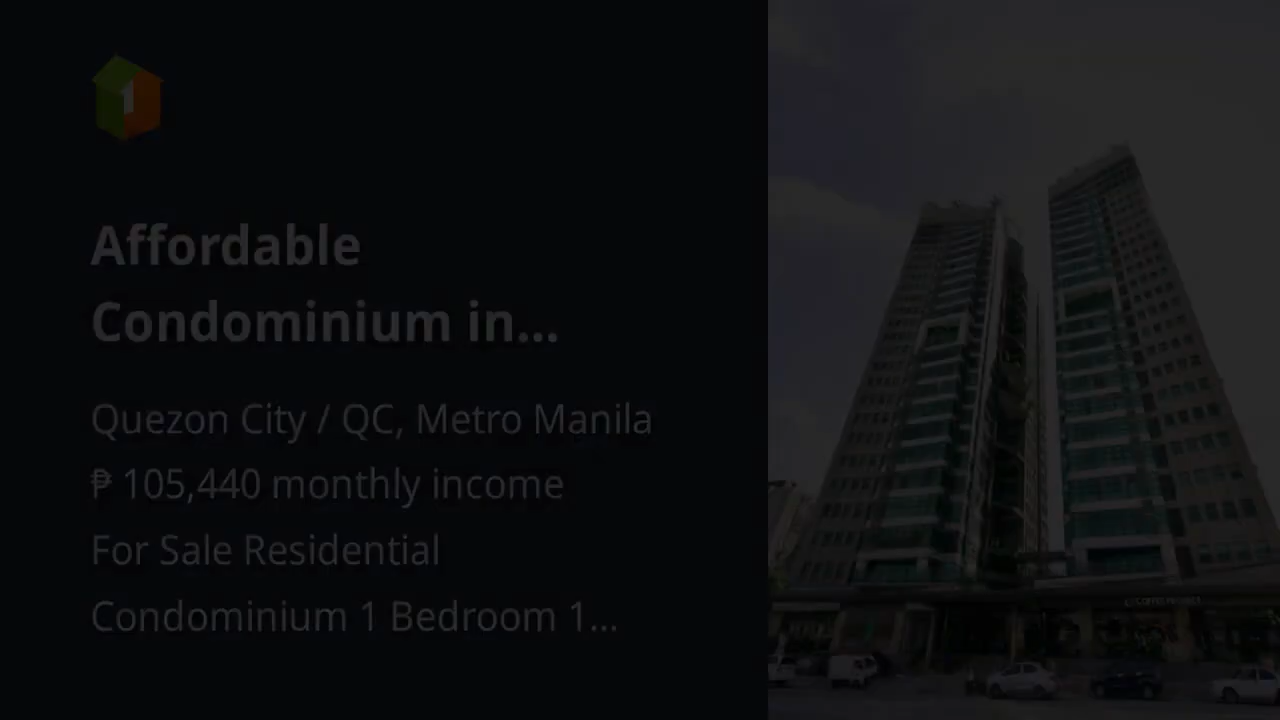 Affordable
Condominium in...
Quezon City / QC, Metro Manila
₱ 105,440 monthly income
For Sale Residential
Condominium 1 Bedroom 1...